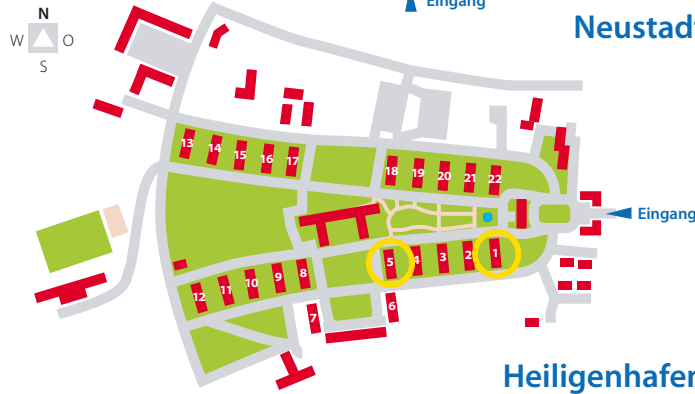 Eingang
N
W O
S
Neustadt
13 14 15 16 17
18 19 20 21 22
Eingang
5 4 3 2 1
12 11 10 9 8
7 6
Heiligenhafen